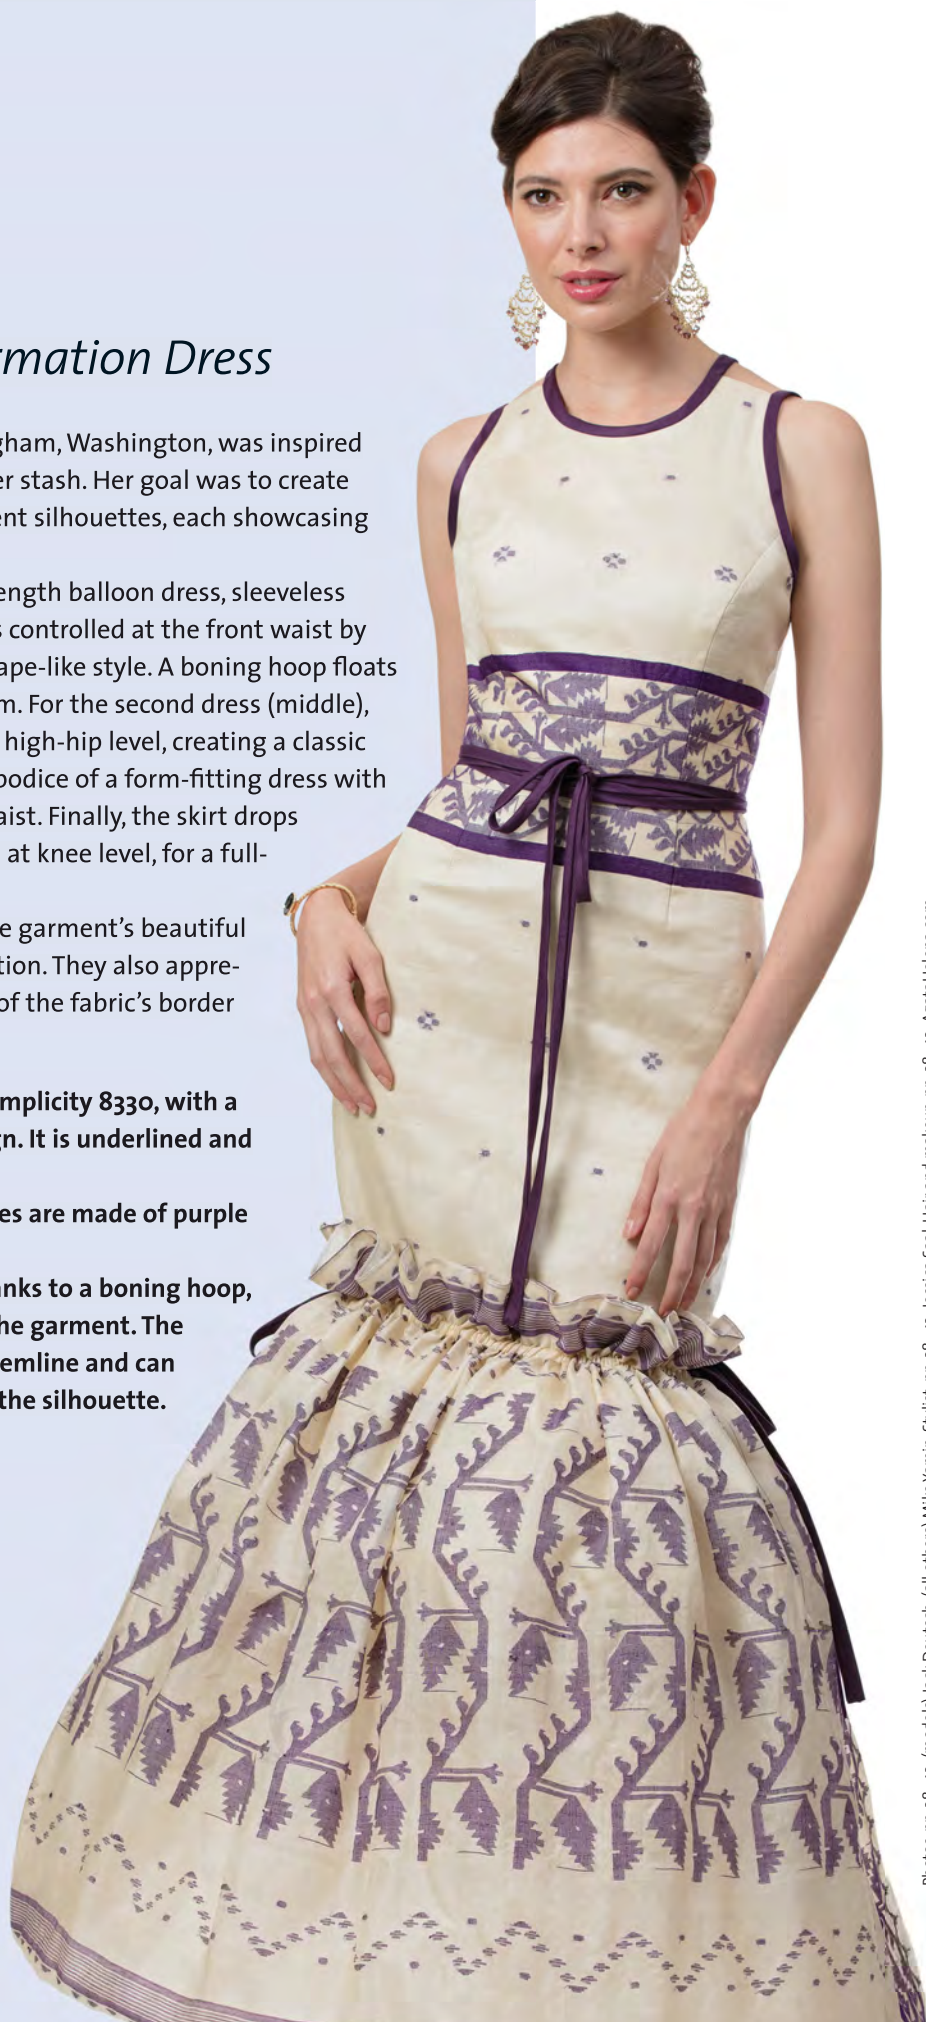 rmation Dress
gham, Washington, was inspired
er stash. Her goal was to create
ent silhouettes, each showcasing
ength balloon dress, sleeveless
s controlled at the front waist by
ape-like style. A boning hoop floats
m. For the second dress (middle),
high-hip level, creating a classic
bodice of a form-fitting dress with
aist. Finally, the skirt drops
at knee level, for a full-
e garment’s beautiful
tion. They also appre-
of the fabric’s border
mplicity 8330, with a
gn. It is underlined and
es are made of purple
anks to a boning hoop,
he garment. The
emline and can
the silhouette.